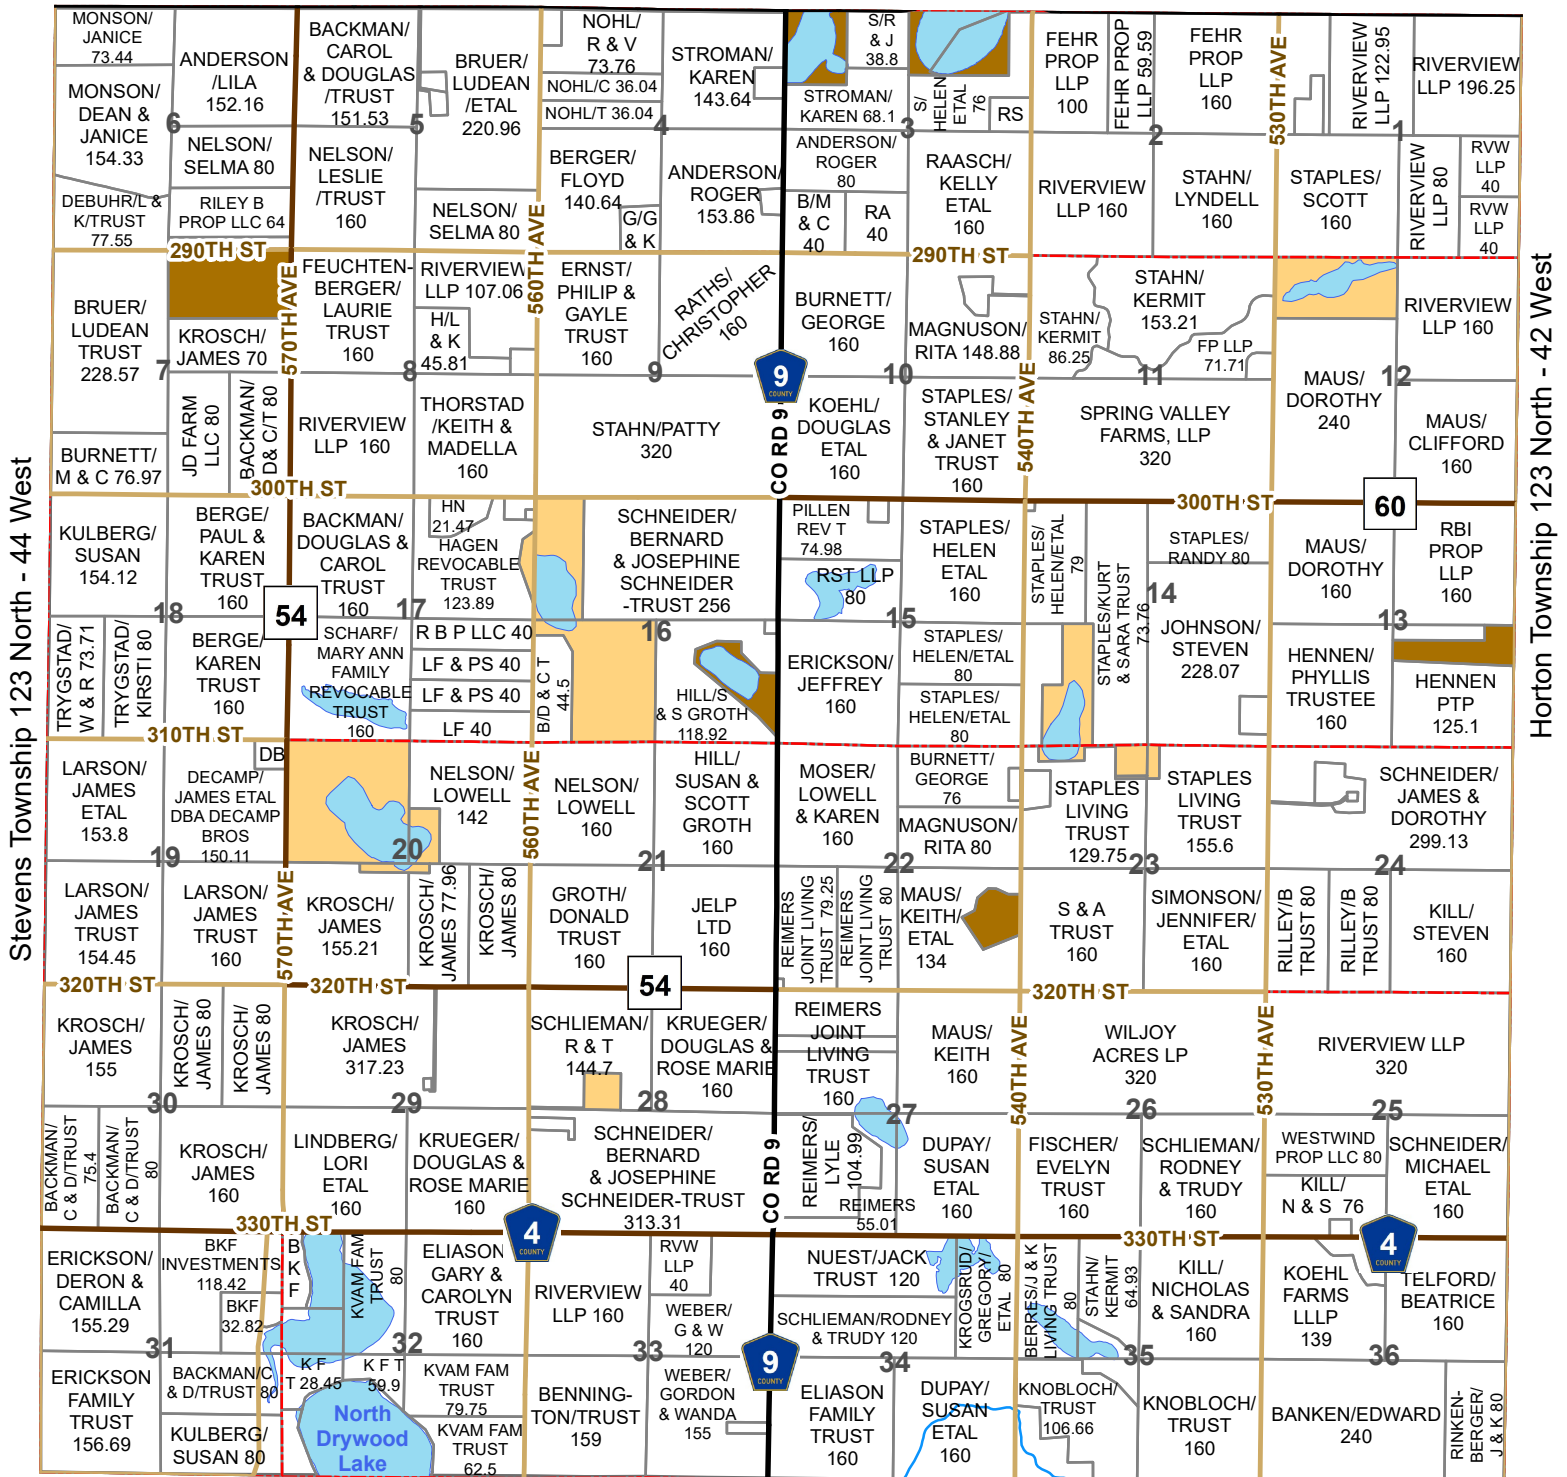 MONSON/
JANICE
73.44
MONSON/
DEAN &
JANICE
154.33
DEBUHR/L &
K/TRUST
77.55
ANDERSON
/LILA
152.16
6
NELSON/
SELMA 80
RILEY B
PROP LLC 64
BACKMAN/
CAROL
& DOUGLAS
/TRUST
151.53
5
NELSON/
LESLIE
/TRUST
160
BRUER/
LUDEAN
/ETAL
220.96
NELSON/
SELMA 80
NOHL/
R & V
73.76
NOHL/C 36.04
NOHL/T 36.04
STROMAN/
KAREN
143.64
4
BERGER/
FLOYD
140.64
G/G
& K
ANDERSON/
ROGER
153.86
S/R
& J
38.8
STROMAN/
KAREN 68.1
S/
HELEN
ETAL
76
RS
3
ANDERSON/
ROGER
80
B/M
& C
40
RA
40
RAASCH/
KELLY
ETAL
160
FEHR
PROP
LLP
100
FEHR PROP
LLP 59.59
FEHR
PROP
LLP
160
2
RIVERVIEW
LLP 160
STAHN/
LYNDELL
160
530TH AVE
RIVERVIEW
LLP 122.95
RIVERVIEW
LLP 196.25
1
STAPLES/
SCOTT
160
RIVERVIEW
LLP 80
RVW
LLP
40
RVW
LLP
40
290TH ST
560TH AVE
290TH ST
BRUER/
LUDEAN
TRUST
228.57
7
KROSCH/
JAMES 70
570TH AVE
BURNETT/
M & C 76.97
JD FARM
LLC 80
BACKMAN/
D& C/T 80
FEUCHTEN-
BERGER/
LAURIE
TRUST
160
RIVERVIEW
LLP 107.06
H/L
& K
45.81
8
RIVERVIEW
LLP 160
THORSTAD
/KEITH &
MADELLA
160
ERNST/
PHILIP &
GAYLE
TRUST
160
RATHS/
CHRISTOPHER
160
9
STAHN/PATTY
320
9
COUNTY
CO RD 9
BURNETT/
GEORGE
160
MAGNUSON/
RITA 148.88
10
KOEHL/
DOUGLAS
ETAL
160
STAPLES/
STANLEY
& JANET
TRUST
160
540TH AVE
STAHN/
KERMIT
86.25
STAHN/
KERMIT
153.21
FP LLP
71.71
11
SPRING VALLEY
FARMS, LLP
320
RIVERVIEW
LLP 160
12
MAUS/
DOROTHY
240
MAUS/
CLIFFORD
160
300TH ST
300TH ST
60
Stevens Township 123 North - 44 West
Horton Township 123 North - 42 West
KULBERG/
SUSAN
154.12
BERGE/
PAUL &
KAREN
TRUST
160
18
TRYGSTAD/
W & R 73.71
TRYGSTAD/
KIRSTI 80
BERGE/
KAREN
TRUST
160
54
BACKMAN/
DOUGLAS &
CAROL
TRUST
160
HN
21.47
HAGEN
REVOCABLE
TRUST
123.89
17
SCHARF/
MARY ANN
FAMILY
REVOCABLE
TRUST
160
R B P LLC 40
LF & PS 40
LF & PS 40
LF 40
SCHNEIDER/
BERNARD
& JOSEPHINE
SCHNEIDER
-TRUST 256
16
B/D & C T
44.5
HILL/S
& S GROTH
118.92
PILLEN
REV T
74.98
RST LLP
80
15
STAPLES/
HELEN
ETAL
160
ERICKSON/
JEFFREY
160
STAPLES/
HELEN/ETAL
80
STAPLES/
HELEN/ETAL
80
STAPLES/
HELEN/ETAL
79
STAPLES/KURT
& SARA TRUST
73.76
STAPLES/
RANDY 80
14
JOHNSON/
STEVEN
228.07
MAUS/
DOROTHY
160
RBI
PROP
LLP
160
13
HENNEN/
PHYLLIS
TRUSTEE
160
HENNEN
PTP
125.1
310TH ST
LARSON/
JAMES
ETAL
153.8
DB
DECAMP/
JAMES ETAL
DBA DECAMP
BROS
150.11
19
LARSON/
JAMES
TRUST
154.45
LARSON/
JAMES
TRUST
160
570TH AVE
NELSON/
LOWELL
142
20
KROSCH/
JAMES
155.21
KROSCH/
JAMES 77.96
KROSCH/
JAMES 80
560TH AVE
NELSON/
LOWELL
160
HILL/
SUSAN &
SCOTT
GROTH
160
21
GROTH/
DONALD
TRUST
160
JELP
LTD
160
MOSER/
LOWELL
& KAREN
160
BURNETT/
GEORGE
76
MAGNUSON/
RITA 80
22
REIMERS
JOINT LIVING
TRUST 79.25
REIMERS
JOINT LIVING
TRUST 80
MAUS/
KEITH/
ETAL
134
STAPLES
LIVING
TRUST
129.75
STAPLES
LIVING
TRUST
155.6
23
S & A
TRUST
160
SIMONSON/
JENNIFER/
ETAL
160
SCHNEIDER/
JAMES &
DOROTHY
299.13
24
RILLEY/B
TRUST 80
RILLEY/B
TRUST 80
KILL/
STEVEN
160
320TH ST
320TH ST
54
320TH ST
KROSCH/
JAMES
155
KROSCH/
JAMES 80
KROSCH/
JAMES 80
30
BACKMAN/
C & D/TRUST
75.4
BACKMAN/
C & D/TRUST
80
KROSCH/
JAMES
160
KROSCH/
JAMES
317.23
29
LINDBERG/
LORI
ETAL
160
KRUEGER/
DOUGLAS &
ROSE MARIE
160
SCHLIEMAN/
R & T
144.7
KRUEGER/
DOUGLAS &
ROSE MARIE
160
28
SCHNEIDER/
BERNARD
& JOSEPHINE
SCHNEIDER-TRUST
313.31
CO RD 9
REIMERS
JOINT
LIVING
TRUST
160
MAUS/
KEITH
160
27
REIMERS/
LYLE
104.99
REIMERS
55.01
DUPAY/
SUSAN
ETAL
160
540TH AVE
WILJOY
ACRES LP
320
26
FISCHER/
EVELYN
TRUST
160
SCHLIEMAN/
RODNEY
& TRUDY
160
530TH AVE
RIVERVIEW LLP
320
25
WESTWIND
PROP LLC 80
KILL/
N & S 76
SCHNEIDER/
MICHAEL
ETAL
160
330TH ST
4
COUNTY
330TH ST
4
COUNTY
ERICKSON/
DERON &
CAMILLA
155.29
BKF
INVESTMENTS
118.42
BKF
32.82
31
ERICKSON
FAMILY
TRUST
156.69
BACKMAN/C
& D/TRUST 80
KULBERG/
SUSAN 80
B
K
F
KVAM FAM
TRUST
80
ELIASON
GARY &
CAROLYN
TRUST
160
32
K F
T 28.45
K F T
59.9
KVAM FAM
TRUST
79.75
KVAM FAM
TRUST
62.5
North
Drywood
Lake
RIVERVIEW
LLP 160
RVW
LLP
40
WEBER/
G & W
120
33
BENNING-
TON/TRUST
159
WEBER/
GORDON
& WANDA
155
9
COUNTY
NUEST/JACK
TRUST 120
SCHLIEMAN/RODNEY
& TRUDY 120
KROGSRUD/
GREGORY/
ETAL 80
34
ELIASON
FAMILY
TRUST
160
DUPAY/
SUSAN
ETAL
160
BERRES/J & K
LIVING TRUST
80
STAHN/
KERMIT
64.93
KILL/
NICHOLAS
& SANDRA
160
35
KNOBLOCH/
TRUST
106.66
KNOBLOCH/
TRUST
160
KOEHL
FARMS
LLLP
139
TELFORD/
BEATRICE
160
36
BANKEN/EDWARD
240
RINKEN-
BERGER/
J & K 80